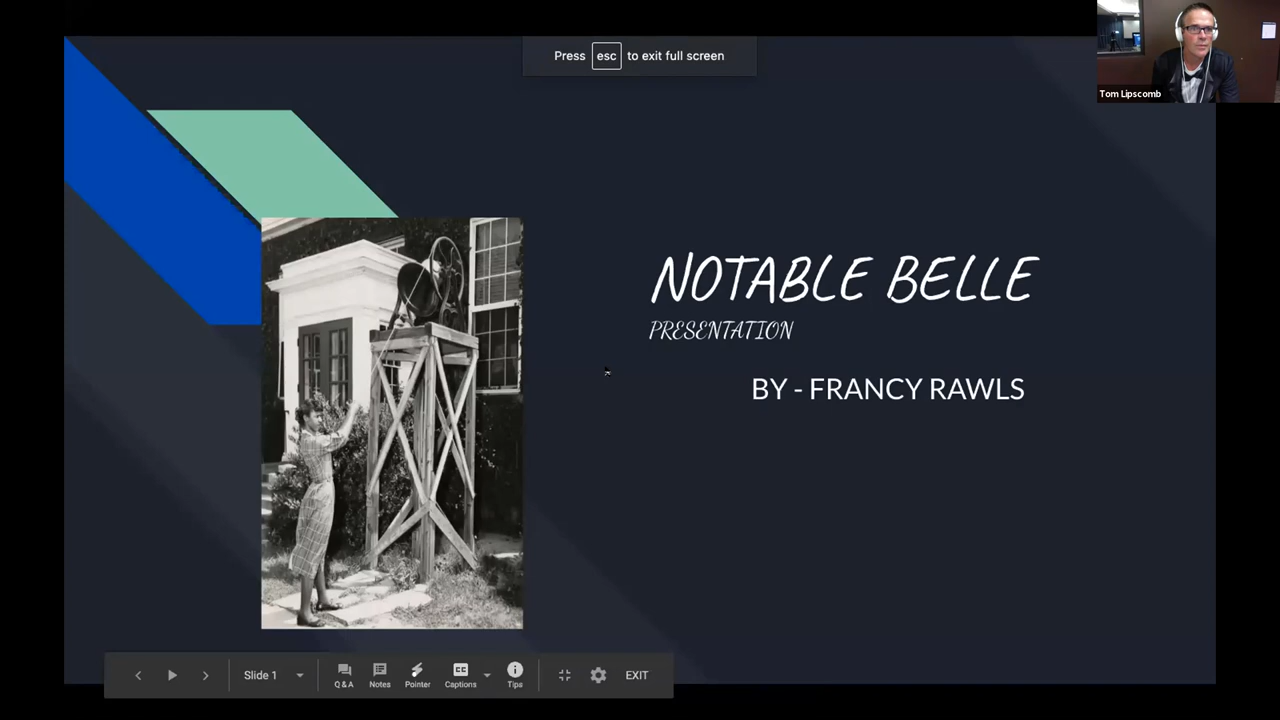 Press esc to exit full screen
Tom Lipscomb
NOTABLE BELLE
PRESENTATION
BY - FRANCY RAWLS
Slide 1
Q & A
Notes
Pointer
CC
Captions
Tips
EXIT